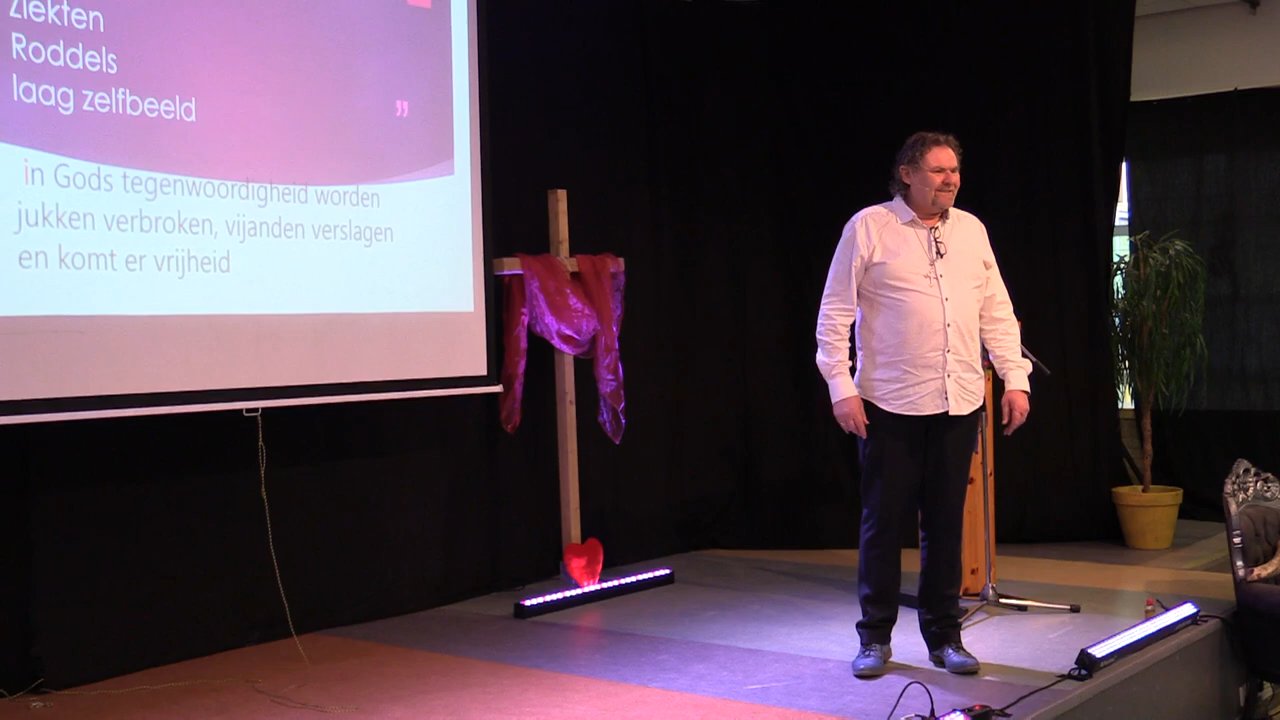 ziekten
Roddels
laag zelfbeeld
”
in Gods tegenwoordigheid worden
jukken verbroken, vijanden verslagen
en komt er vrijheid